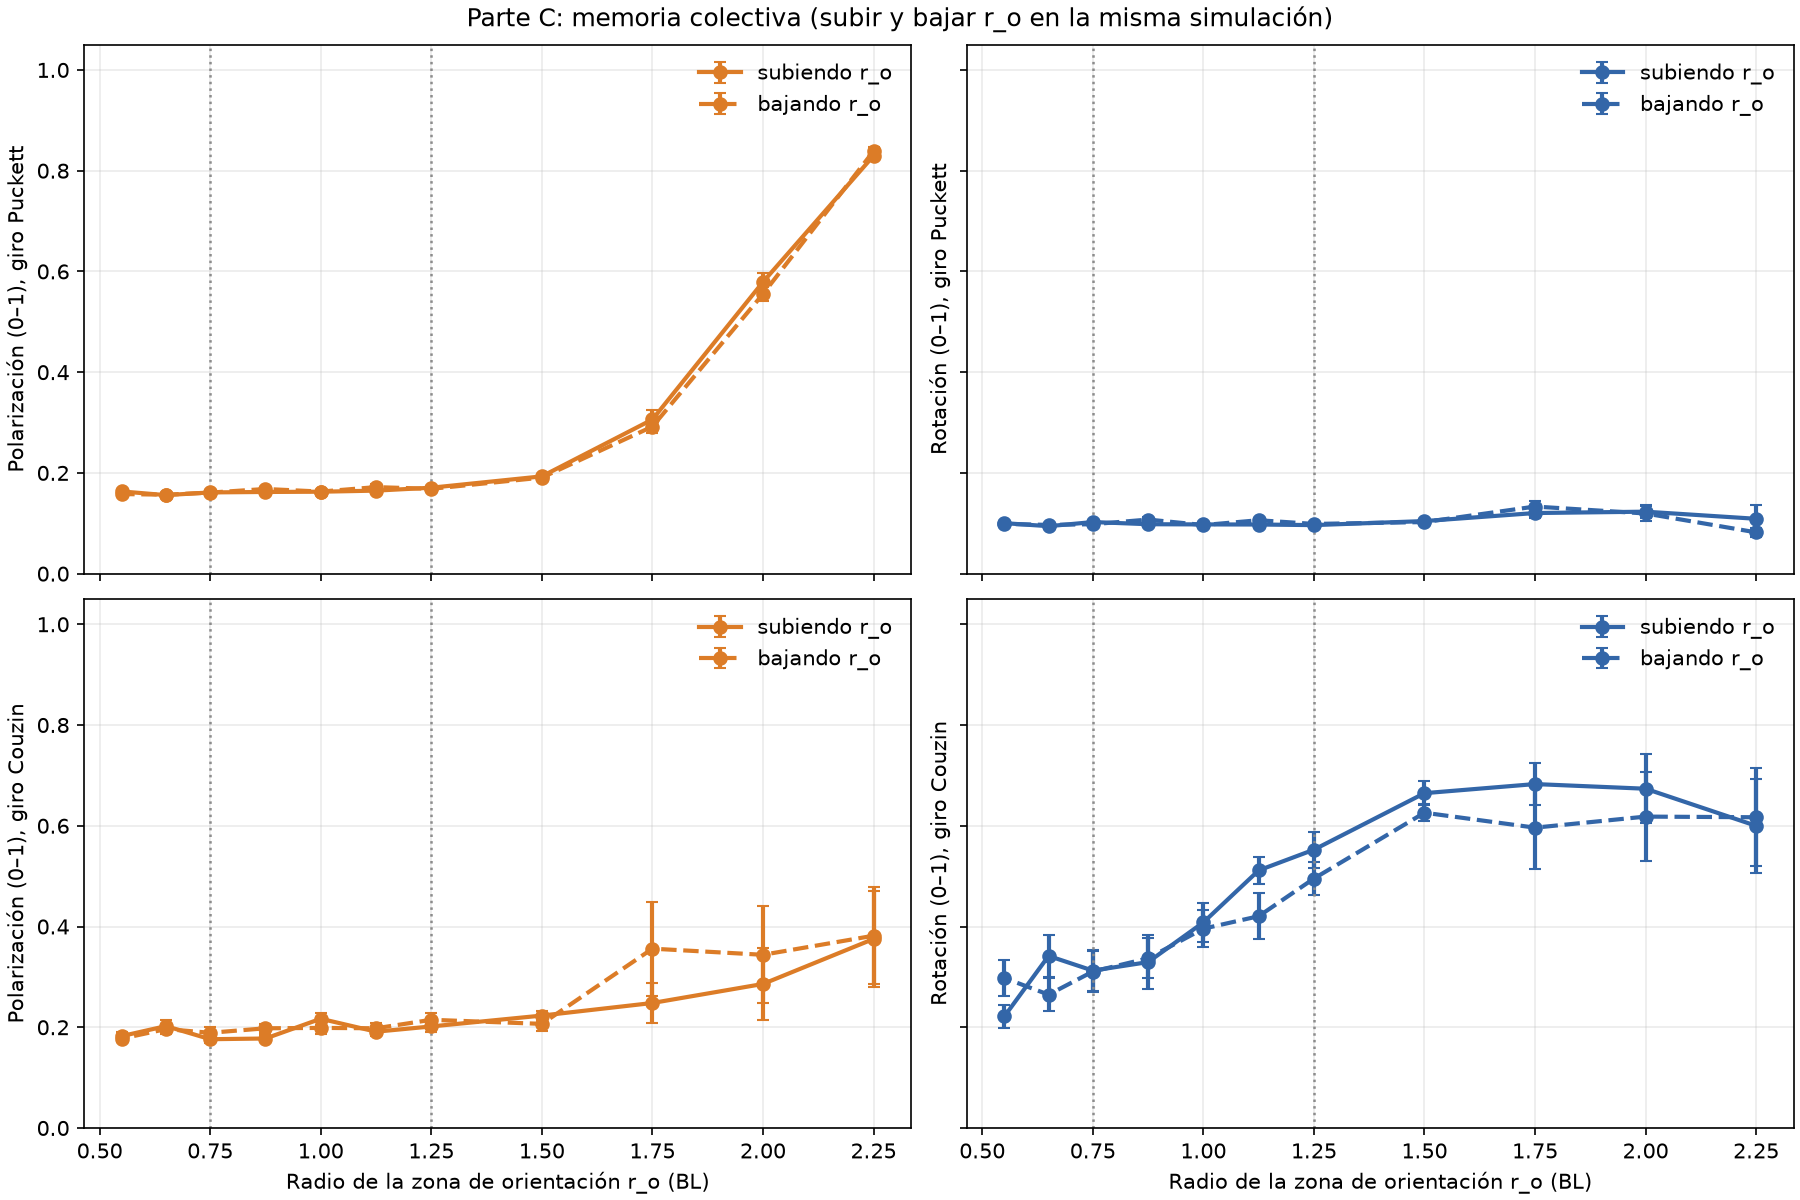 Parte C: memoria colectiva (subir y bajar r_o en la misma simulación)
Polarización (0–1), giro Puckett
1.0
0.8
0.6
0.4
0.2
0.0
subiendo r_o
bajando r_o
Rotación (0–1), giro Puckett
subiendo r_o
bajando r_o
Polarización (0–1), giro Couzin
1.0
0.8
0.6
0.4
0.2
0.0
subiendo r_o
bajando r_o
0.50 0.75 1.00 1.25 1.50 1.75 2.00 2.25
Radio de la zona de orientación r_o (BL)
Rotación (0–1), giro Couzin
subiendo r_o
bajando r_o
0.50 0.75 1.00 1.25 1.50 1.75 2.00 2.25
Radio de la zona de orientación r_o (BL)